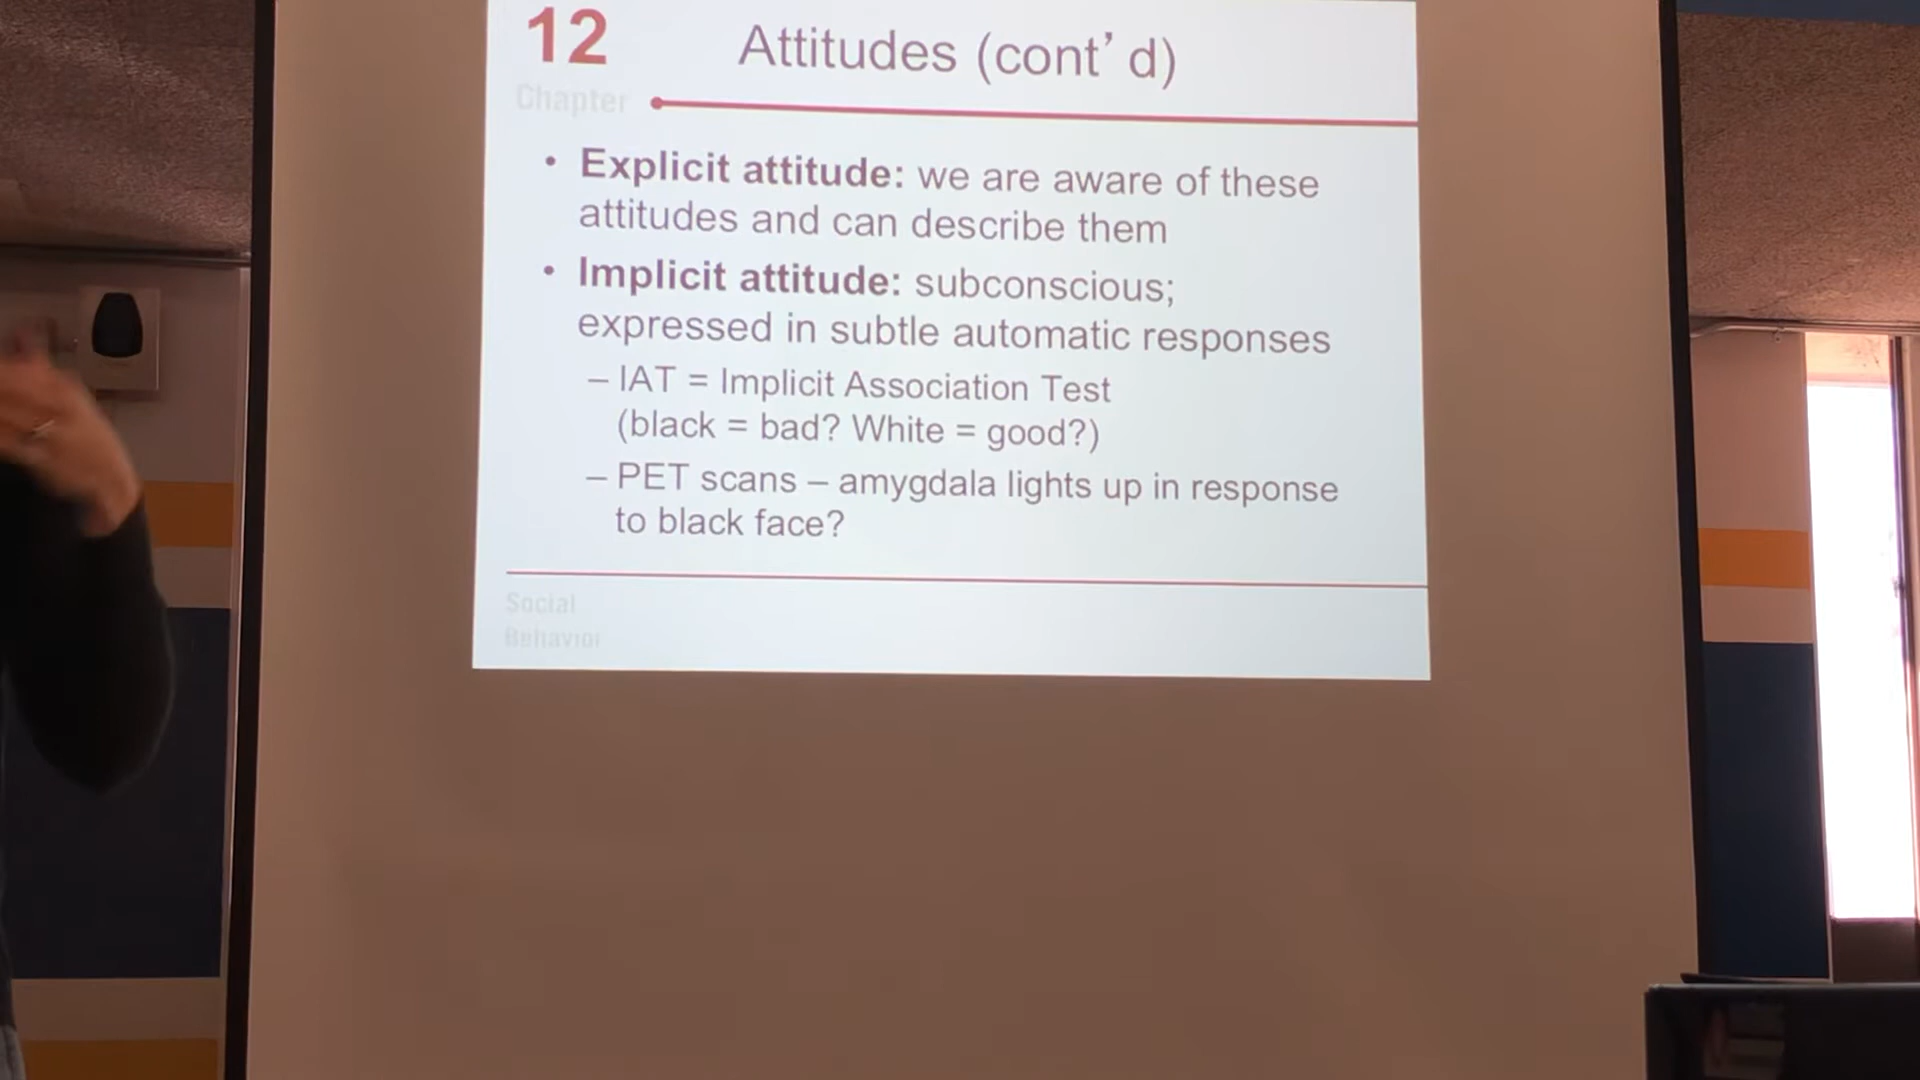 12
Attitudes (cont’ d)
Chapter
• Explicit attitude: we are aware of these
attitudes and can describe them
• Implicit attitude: subconscious;
expressed in subtle automatic responses
– IAT = Implicit Association Test
(black = bad? White = good?)
– PET scans – amygdala lights up in response
to black face?
Social
Behavior